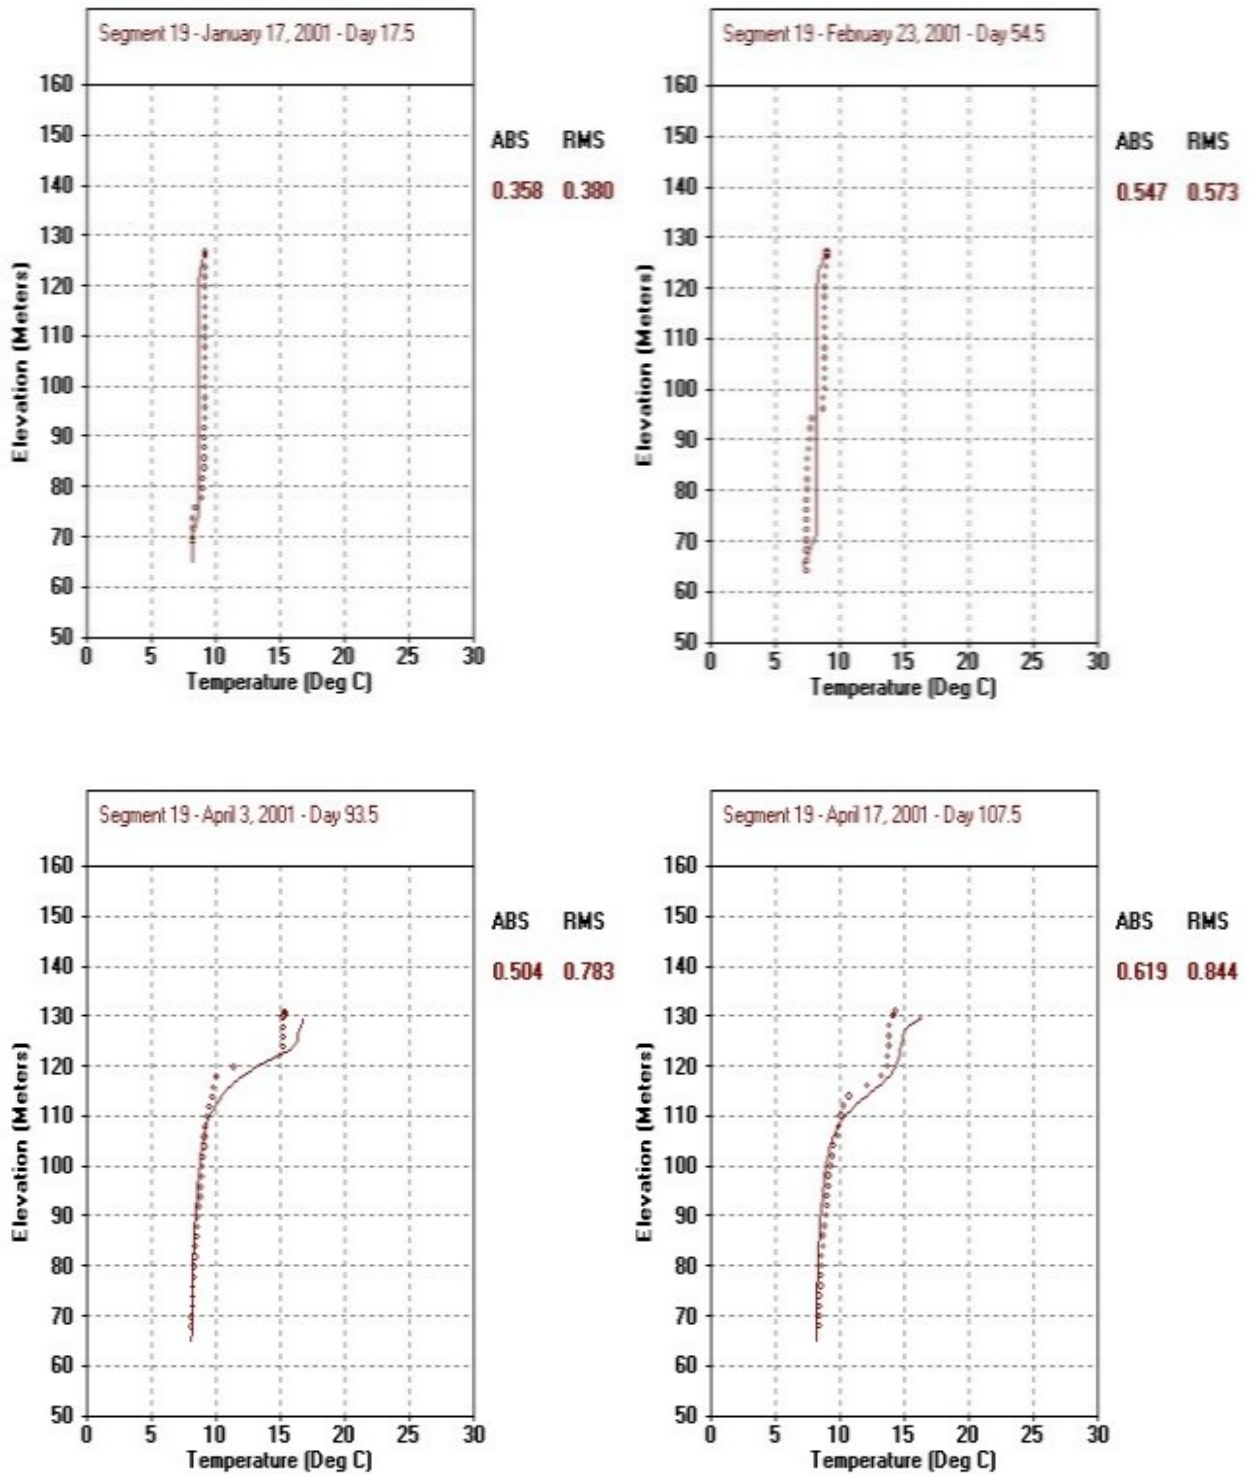 Segment 19 - January 17, 2001 - Day 17.5
160
150
140
130
120
110
100
90
80
70
60
50
0 5 10 15 20 25 30
Elevation (Meters)
Temperature (Deg C)
ABS RMS
0.358 0.380
Segment 19 - February 23, 2001 - Day 54.5
160
150
140
130
120
110
100
90
80
70
60
50
0 5 10 15 20 25 30
Elevation (Meters)
Temperature (Deg C)
ABS RMS
0.547 0.573
Segment 19 - April 3, 2001 - Day 93.5
160
150
140
130
120
110
100
90
80
70
60
50
0 5 10 15 20 25 30
Elevation (Meters)
Temperature (Deg C)
ABS RMS
0.504 0.783
Segment 19 - April 17, 2001 - Day 107.5
160
150
140
130
120
110
100
90
80
70
60
50
0 5 10 15 20 25 30
Elevation (Meters)
Temperature (Deg C)
ABS RMS
0.619 0.844